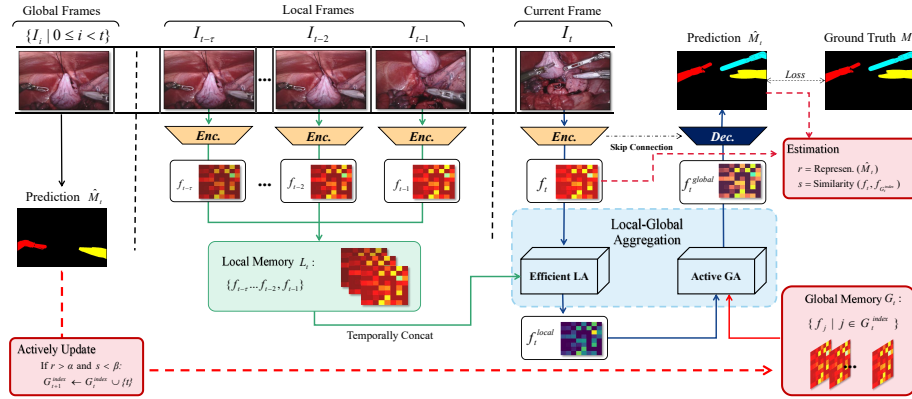 Global Frames
{I_i | 0 ≤ i < t}
Local Frames
I_{t-τ}
I_{t-2}
I_{t-1}
Current Frame
I_t
Prediction M̂_t
Ground Truth M
Loss
...
Enc.
Enc.
Enc.
Enc.
Skip Connection
Dec.
Estimation
r = Represen. (M̂_t)
s = Similarity (f_t, f_{G_t^{index}})
f_{t-τ}
...
f_{t-2}
f_{t-1}
f_t
f_t^{global}
Prediction M̂_t
Local Memory L_t :
{f_{t-τ} ... f_{t-2}, f_{t-1}}
Temporally Concat
Local-Global
Aggregation
Efficient LA
Active GA
f_t^{local}
Global Memory G_t :
{ f_j | j ∈ G_t^{index} }
...
Actively Update
If r > α and s < β:
G_{t+1}^{index} ← G_t^{index} ∪ {t}